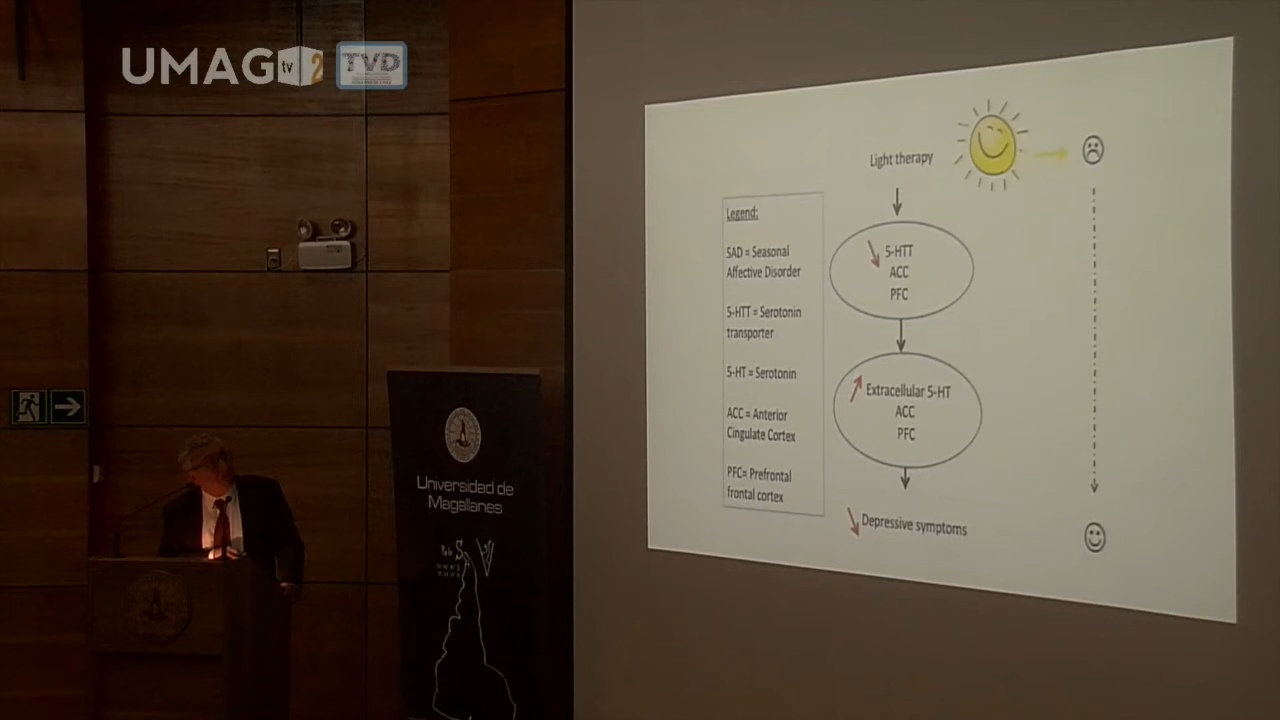 UMAG tv 2
TVD
Light therapy
Legend:
SAD = Seasonal
Affective Disorder
5-HTT = Serotonin
transporter
5-HT = Serotonin
ACC = Anterior
Cingulate Cortex
PFC= Prefrontal
frontal cortex
5-HTT
ACC
PFC
Extracellular 5-HT
ACC
PFC
Depressive symptoms
Universidad de
Magallanes